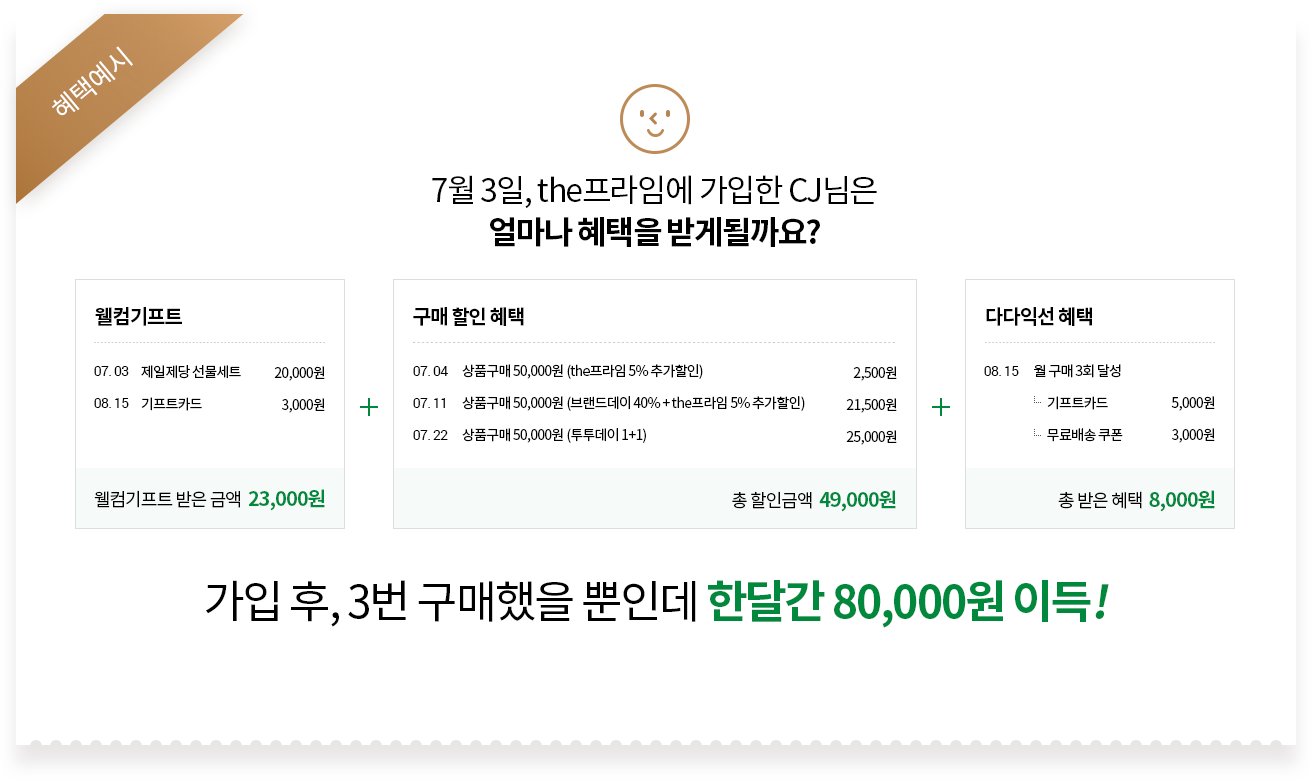 혜택예시
7월 3일, the프라임에 가입한 CJ님은
얼마나 혜택을 받게될까요?
웰컴기프트
07. 03 제일제당 선물세트 20,000원
08. 15 기프트카드 3,000원
웰컴기프트 받은 금액 23,000원
+
구매 할인 혜택
07. 04 상품구매 50,000원 (the프라임 5% 추가할인) 2,500원
07. 11 상품구매 50,000원 (브랜드데이 40% + the프라임 5% 추가할인) 21,500원
07. 22 상품구매 50,000원 (투투데이 1+1) 25,000원
총 할인금액 49,000원
+
다다익선 혜택
08. 15 월 구매 3회 달성
기프트카드 5,000원
무료배송 쿠폰 3,000원
총 받은 혜택 8,000원
가입 후, 3번 구매했을 뿐인데 한달간 80,000원 이득!